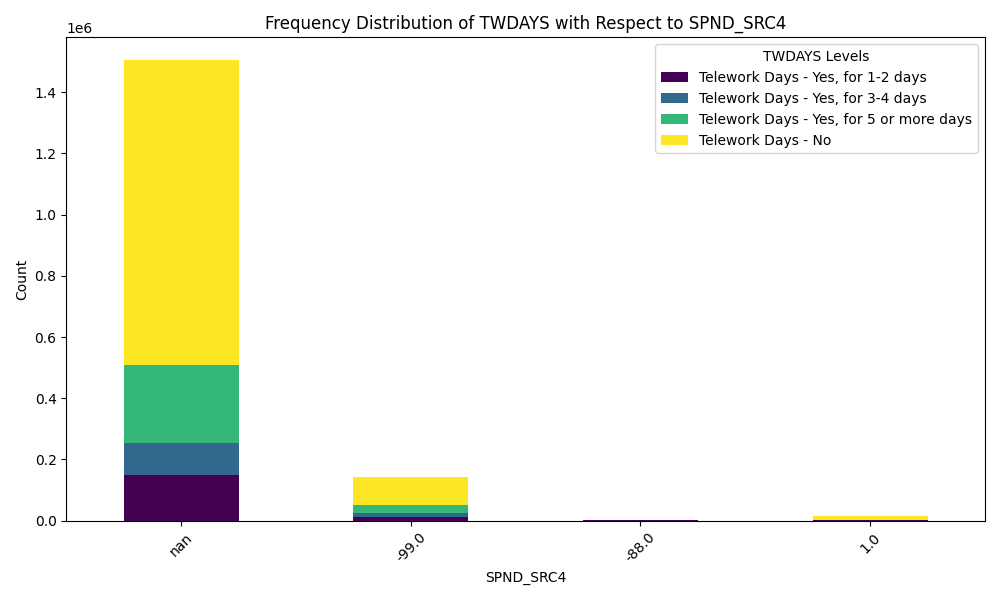 Frequency Distribution of TWDAYS with Respect to SPND_SRC4
1e6
TWDAYS Levels
Telework Days - Yes, for 1-2 days
Telework Days - Yes, for 3-4 days
Telework Days - Yes, for 5 or more days
Telework Days - No
1.4
1.2
1.0
0.8
0.6
0.4
0.2
0.0
Count
nan
-99.0
-88.0
1.0
SPND_SRC4